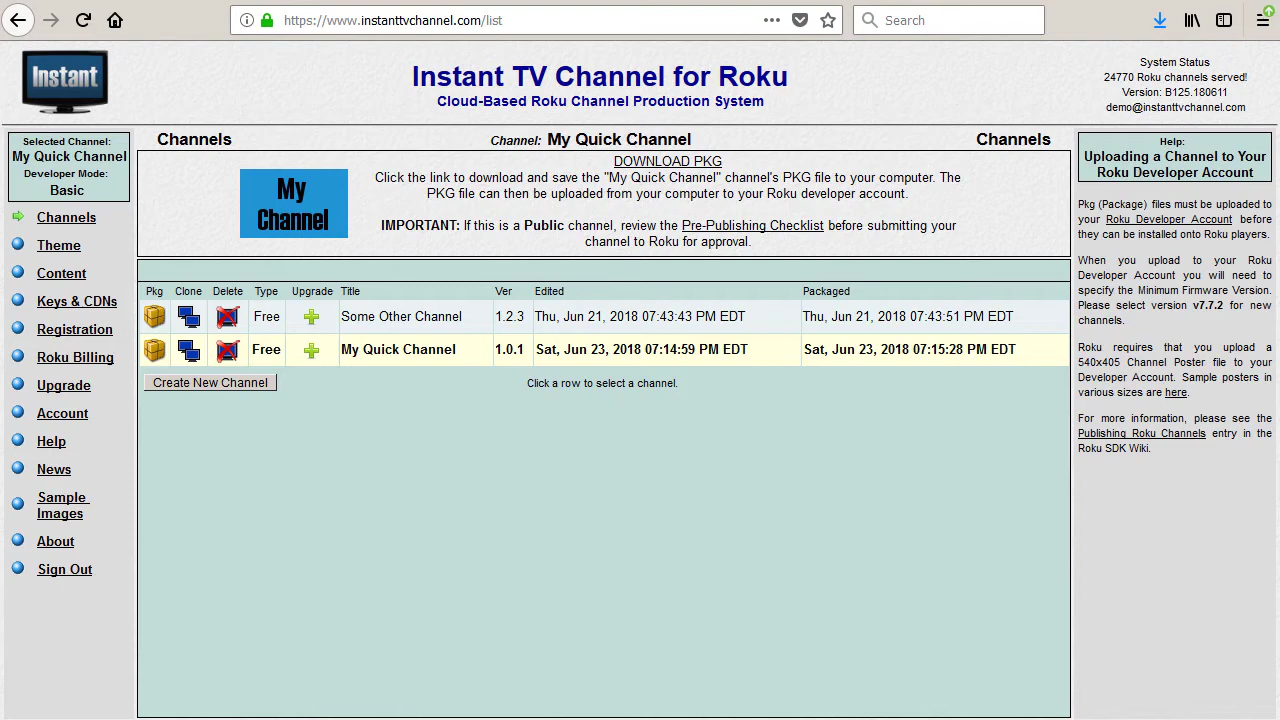 https://www.instanttvchannel.com/list
Search
Instant
Instant TV Channel for Roku
Cloud-Based Roku Channel Production System
System Status
24770 Roku channels served!
Version: B125.180611
demo@instanttvchannel.com
Selected Channel:
My Quick Channel
Developer Mode:
Basic
Channels
Theme
Content
Keys & CDNs
Registration
Roku Billing
Upgrade
Account
Help
News
Sample
Images
About
Sign Out
Channels
Channel: My Quick Channel
Channels
My
Channel
DOWNLOAD PKG
Click the link to download and save the "My Quick Channel" channel's PKG file to your computer. The
PKG file can then be uploaded from your computer to your Roku developer account.
IMPORTANT: If this is a Public channel, review the Pre-Publishing Checklist before submitting your
channel to Roku for approval.
Pkg Clone Delete Type Upgrade Title Ver Edited Packaged
Free Some Other Channel 1.2.3 Thu, Jun 21, 2018 07:43:43 PM EDT Thu, Jun 21, 2018 07:43:51 PM EDT
Free My Quick Channel 1.0.1 Sat, Jun 23, 2018 07:14:59 PM EDT Sat, Jun 23, 2018 07:15:28 PM EDT
Create New Channel
Click a row to select a channel.
Help:
Uploading a Channel to Your
Roku Developer Account
Pkg (Package) files must be uploaded to
your Roku Developer Account before
they can be installed onto Roku players.
When you upload to your Roku
Developer Account you will need to
specify the Minimum Firmware Version.
Please select version v7.7.2 for new
channels.
Roku requires that you upload a
540x405 Channel Poster file to your
Developer Account. Sample posters in
various sizes are here.
For more information, please see the
Publishing Roku Channels entry in the
Roku SDK Wiki.